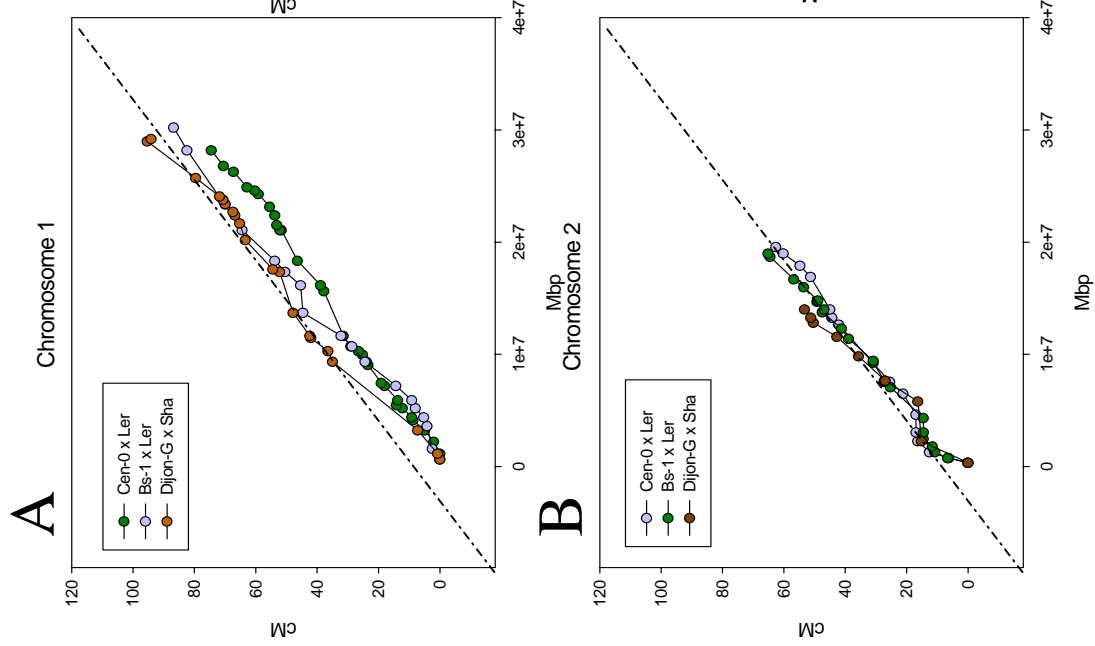 A
Chromosome 1
cM
120
100
80
60
40
20
0
Cen-0 x Ler
Bs-1 x Ler
Dijon-G x Sha
0
1e+7
2e+7
3e+7
4e+7
Mbp
cM
B
Chromosome 2
cM
120
100
80
60
40
20
0
Cen-0 x Ler
Bs-1 x Ler
Dijon-G x Sha
0
1e+7
2e+7
3e+7
4e+7
Mbp